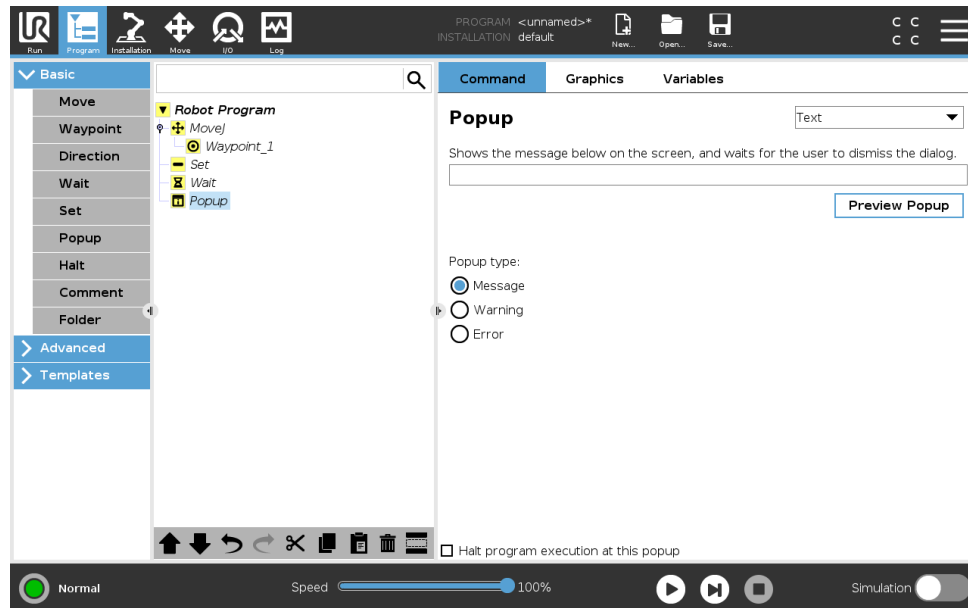 PROGRAM <unnamed>*
INSTALLATION default
C C
C C
UR
Run
Program
Installation
Move
I/O
Log
New...
Open...
Save...
Basic
Move
Waypoint
Direction
Wait
Set
Popup
Halt
Comment
Folder
Advanced
Templates
Robot Program
MoveJ
Waypoint_1
Set
Wait
Popup
Command Graphics Variables
Popup
Text
Shows the message below on the screen, and waits for the user to dismiss the dialog.
Preview Popup
Popup type:
Message
Warning
Error
Halt program execution at this popup
Normal
Speed
100%
Simulation